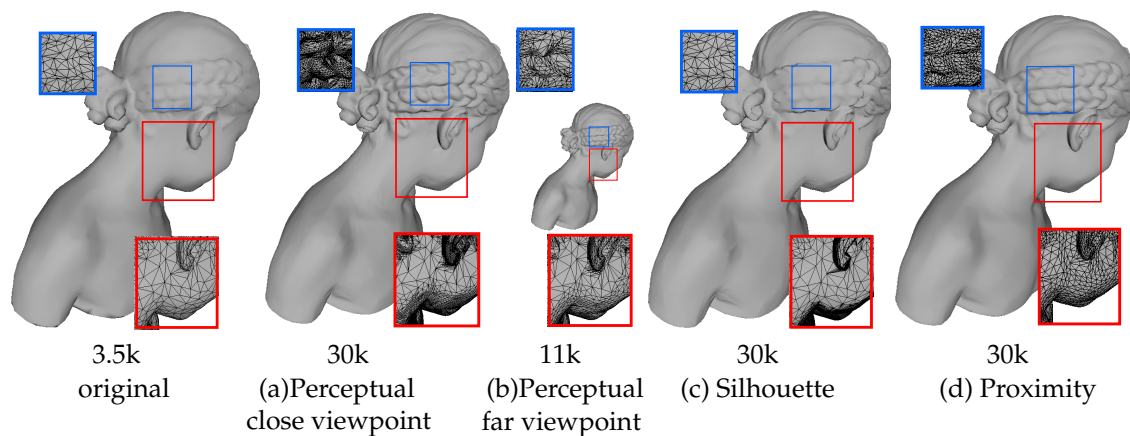 3.5k 30k 11k 30k 30k
original (a)Perceptual (b)Perceptual (c) Silhouette (d) Proximity
close viewpoint far viewpoint